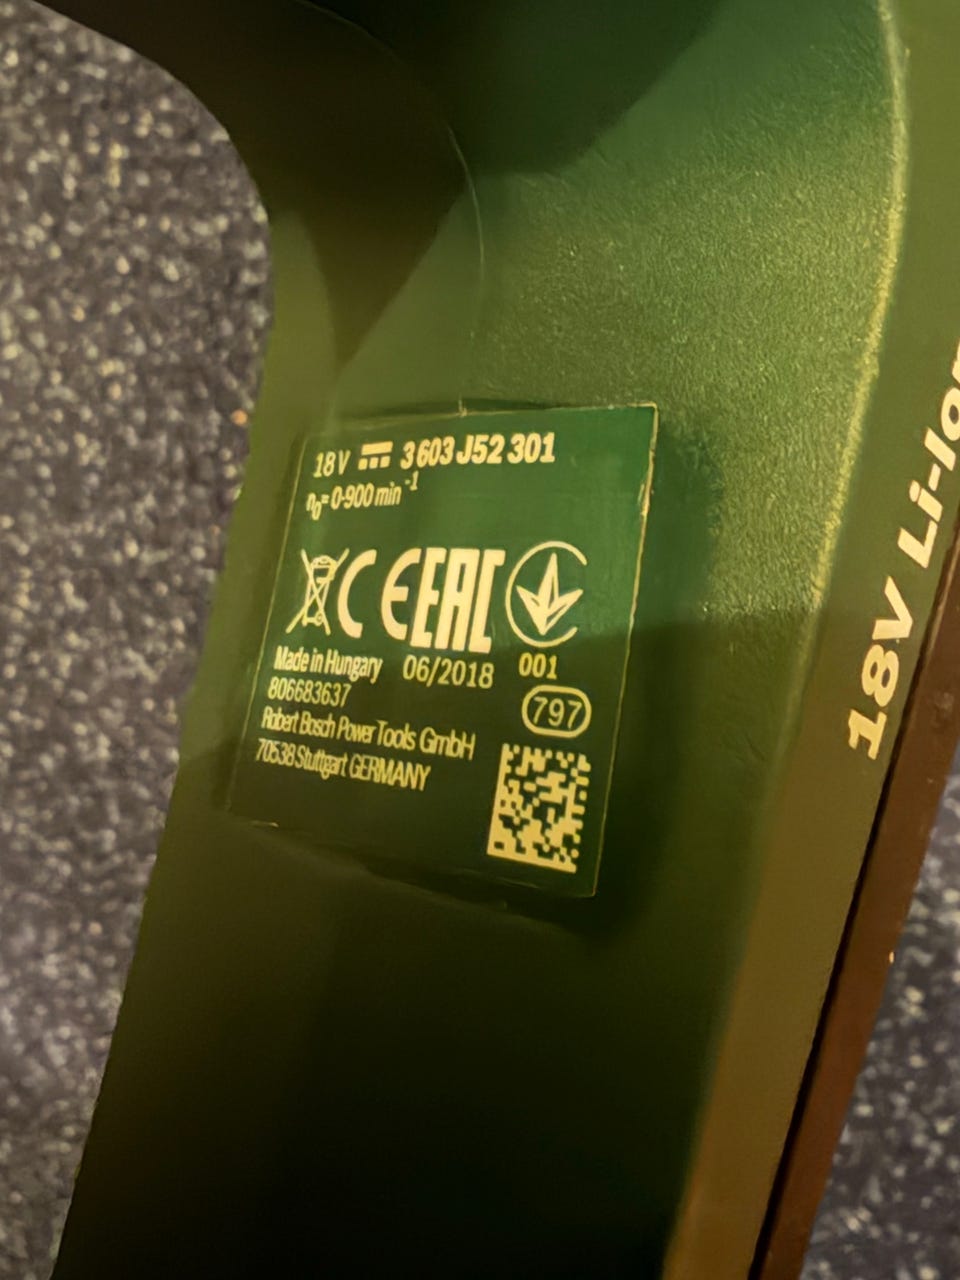 18V 3 603 J52 301
n0= 0-900 min-1
CE EAC
Made in Hungary 06/2018 001
806683637 797
Robert Bosch Power Tools GmbH
70538 Stuttgart GERMANY
18V Li-Ion